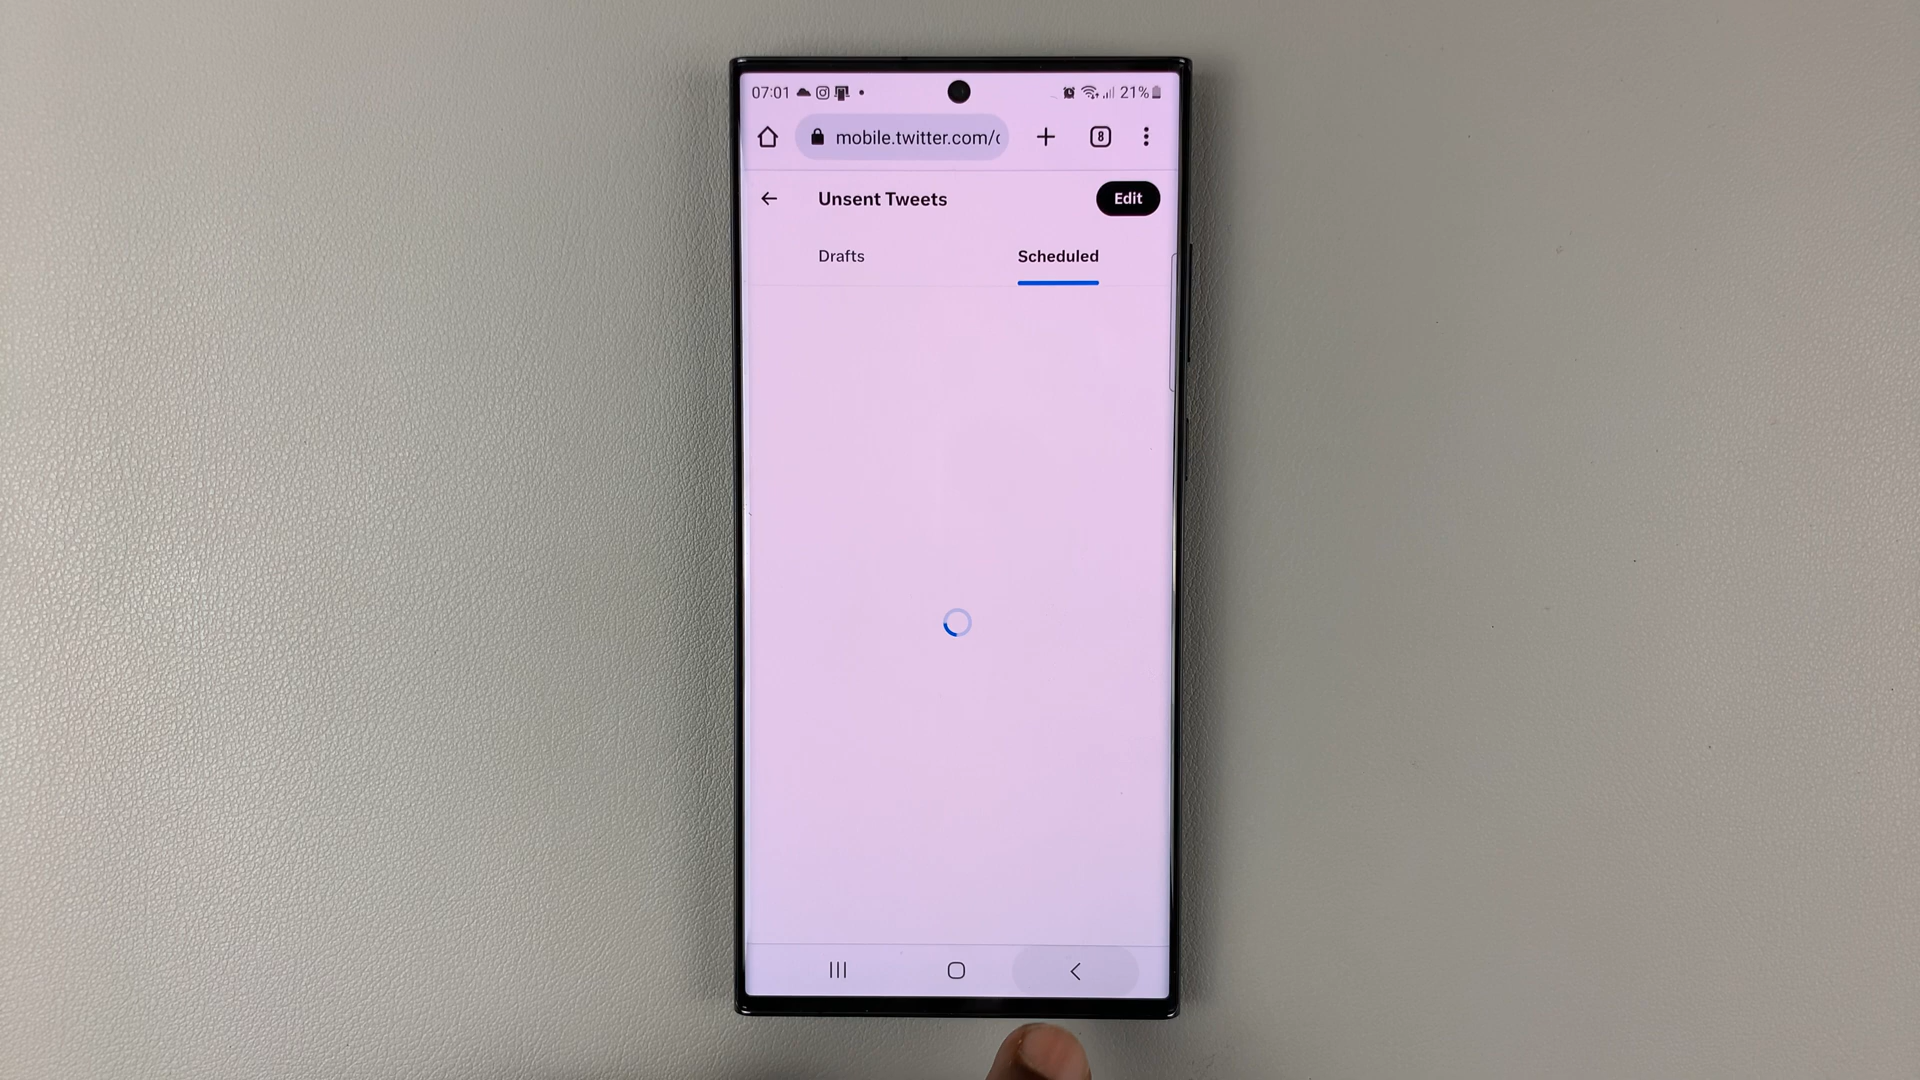 07:01 21%
mobile.twitter.com/ 8
Unsent Tweets Edit
Drafts Scheduled